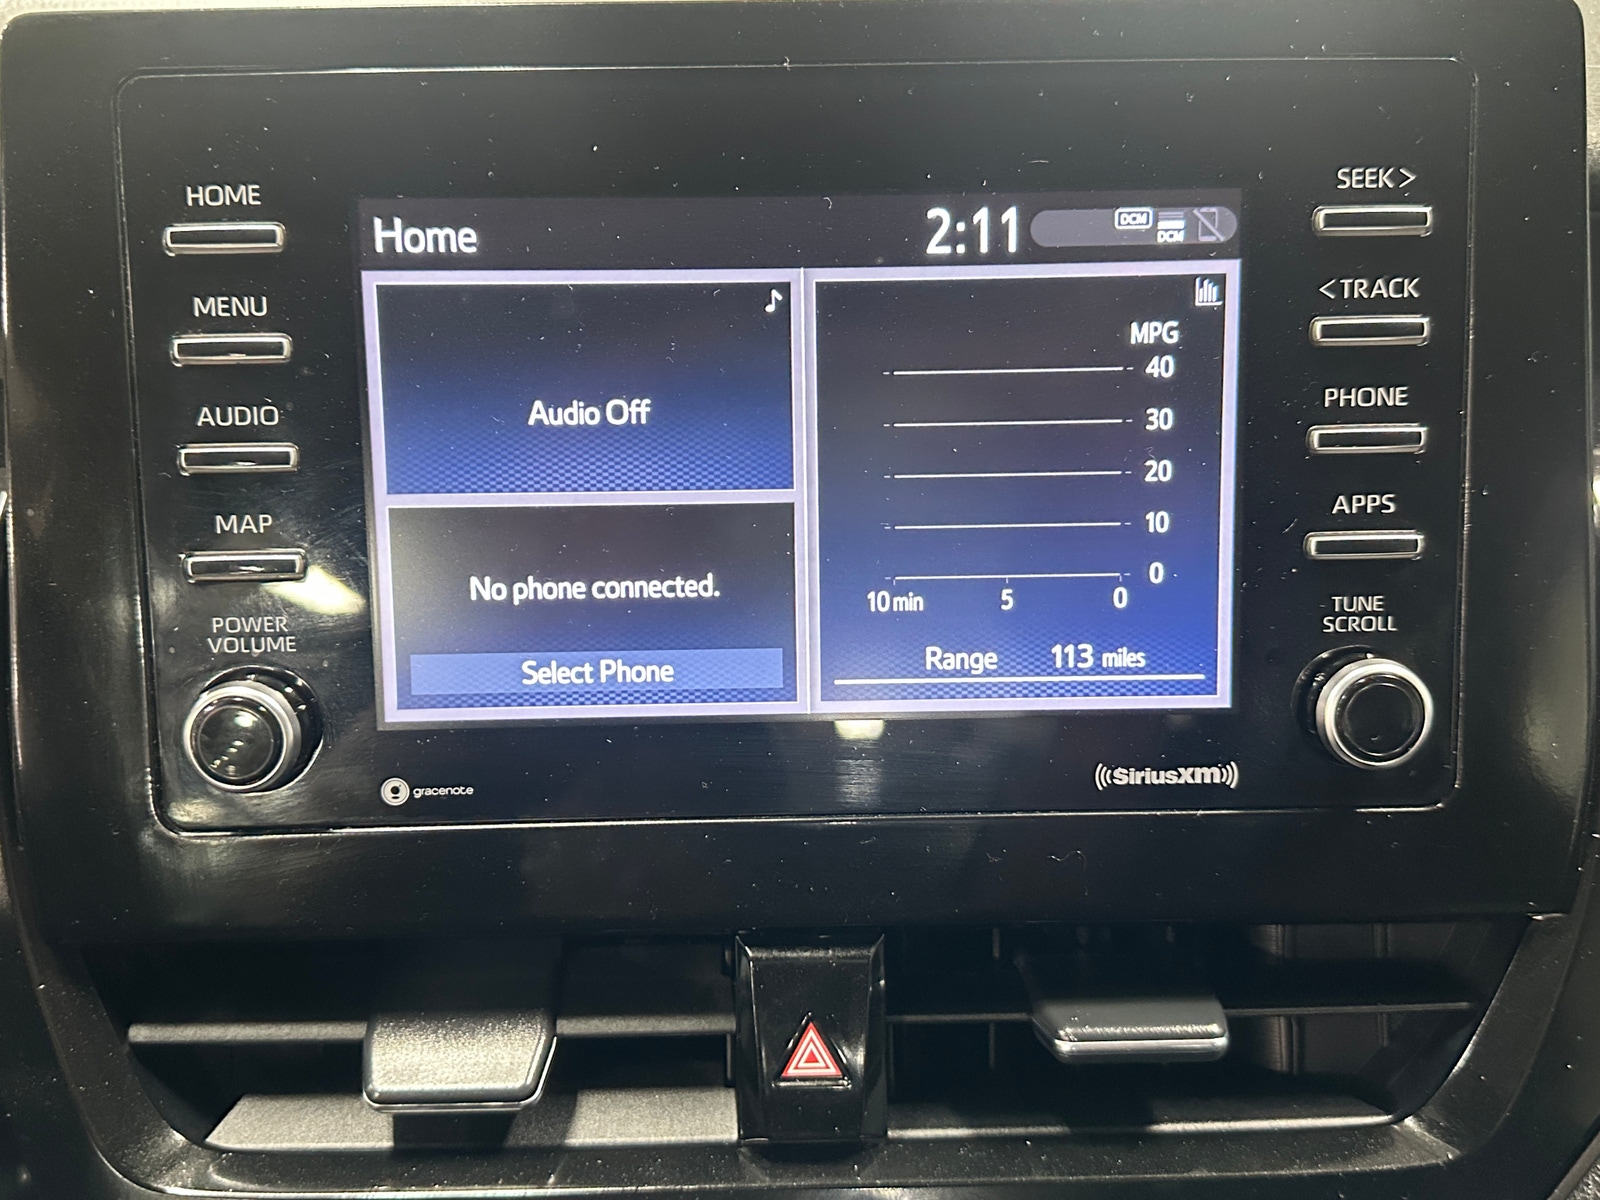 HOME
MENU
AUDIO
MAP
POWER
VOLUME
Home
2:11
DCM
DCM
Audio Off
No phone connected.
Select Phone
MPG
40
30
20
10
0
10 min 5 0
Range 113 miles
gracenote
((SiriusXM))
SEEK >
< TRACK
PHONE
APPS
TUNE
SCROLL